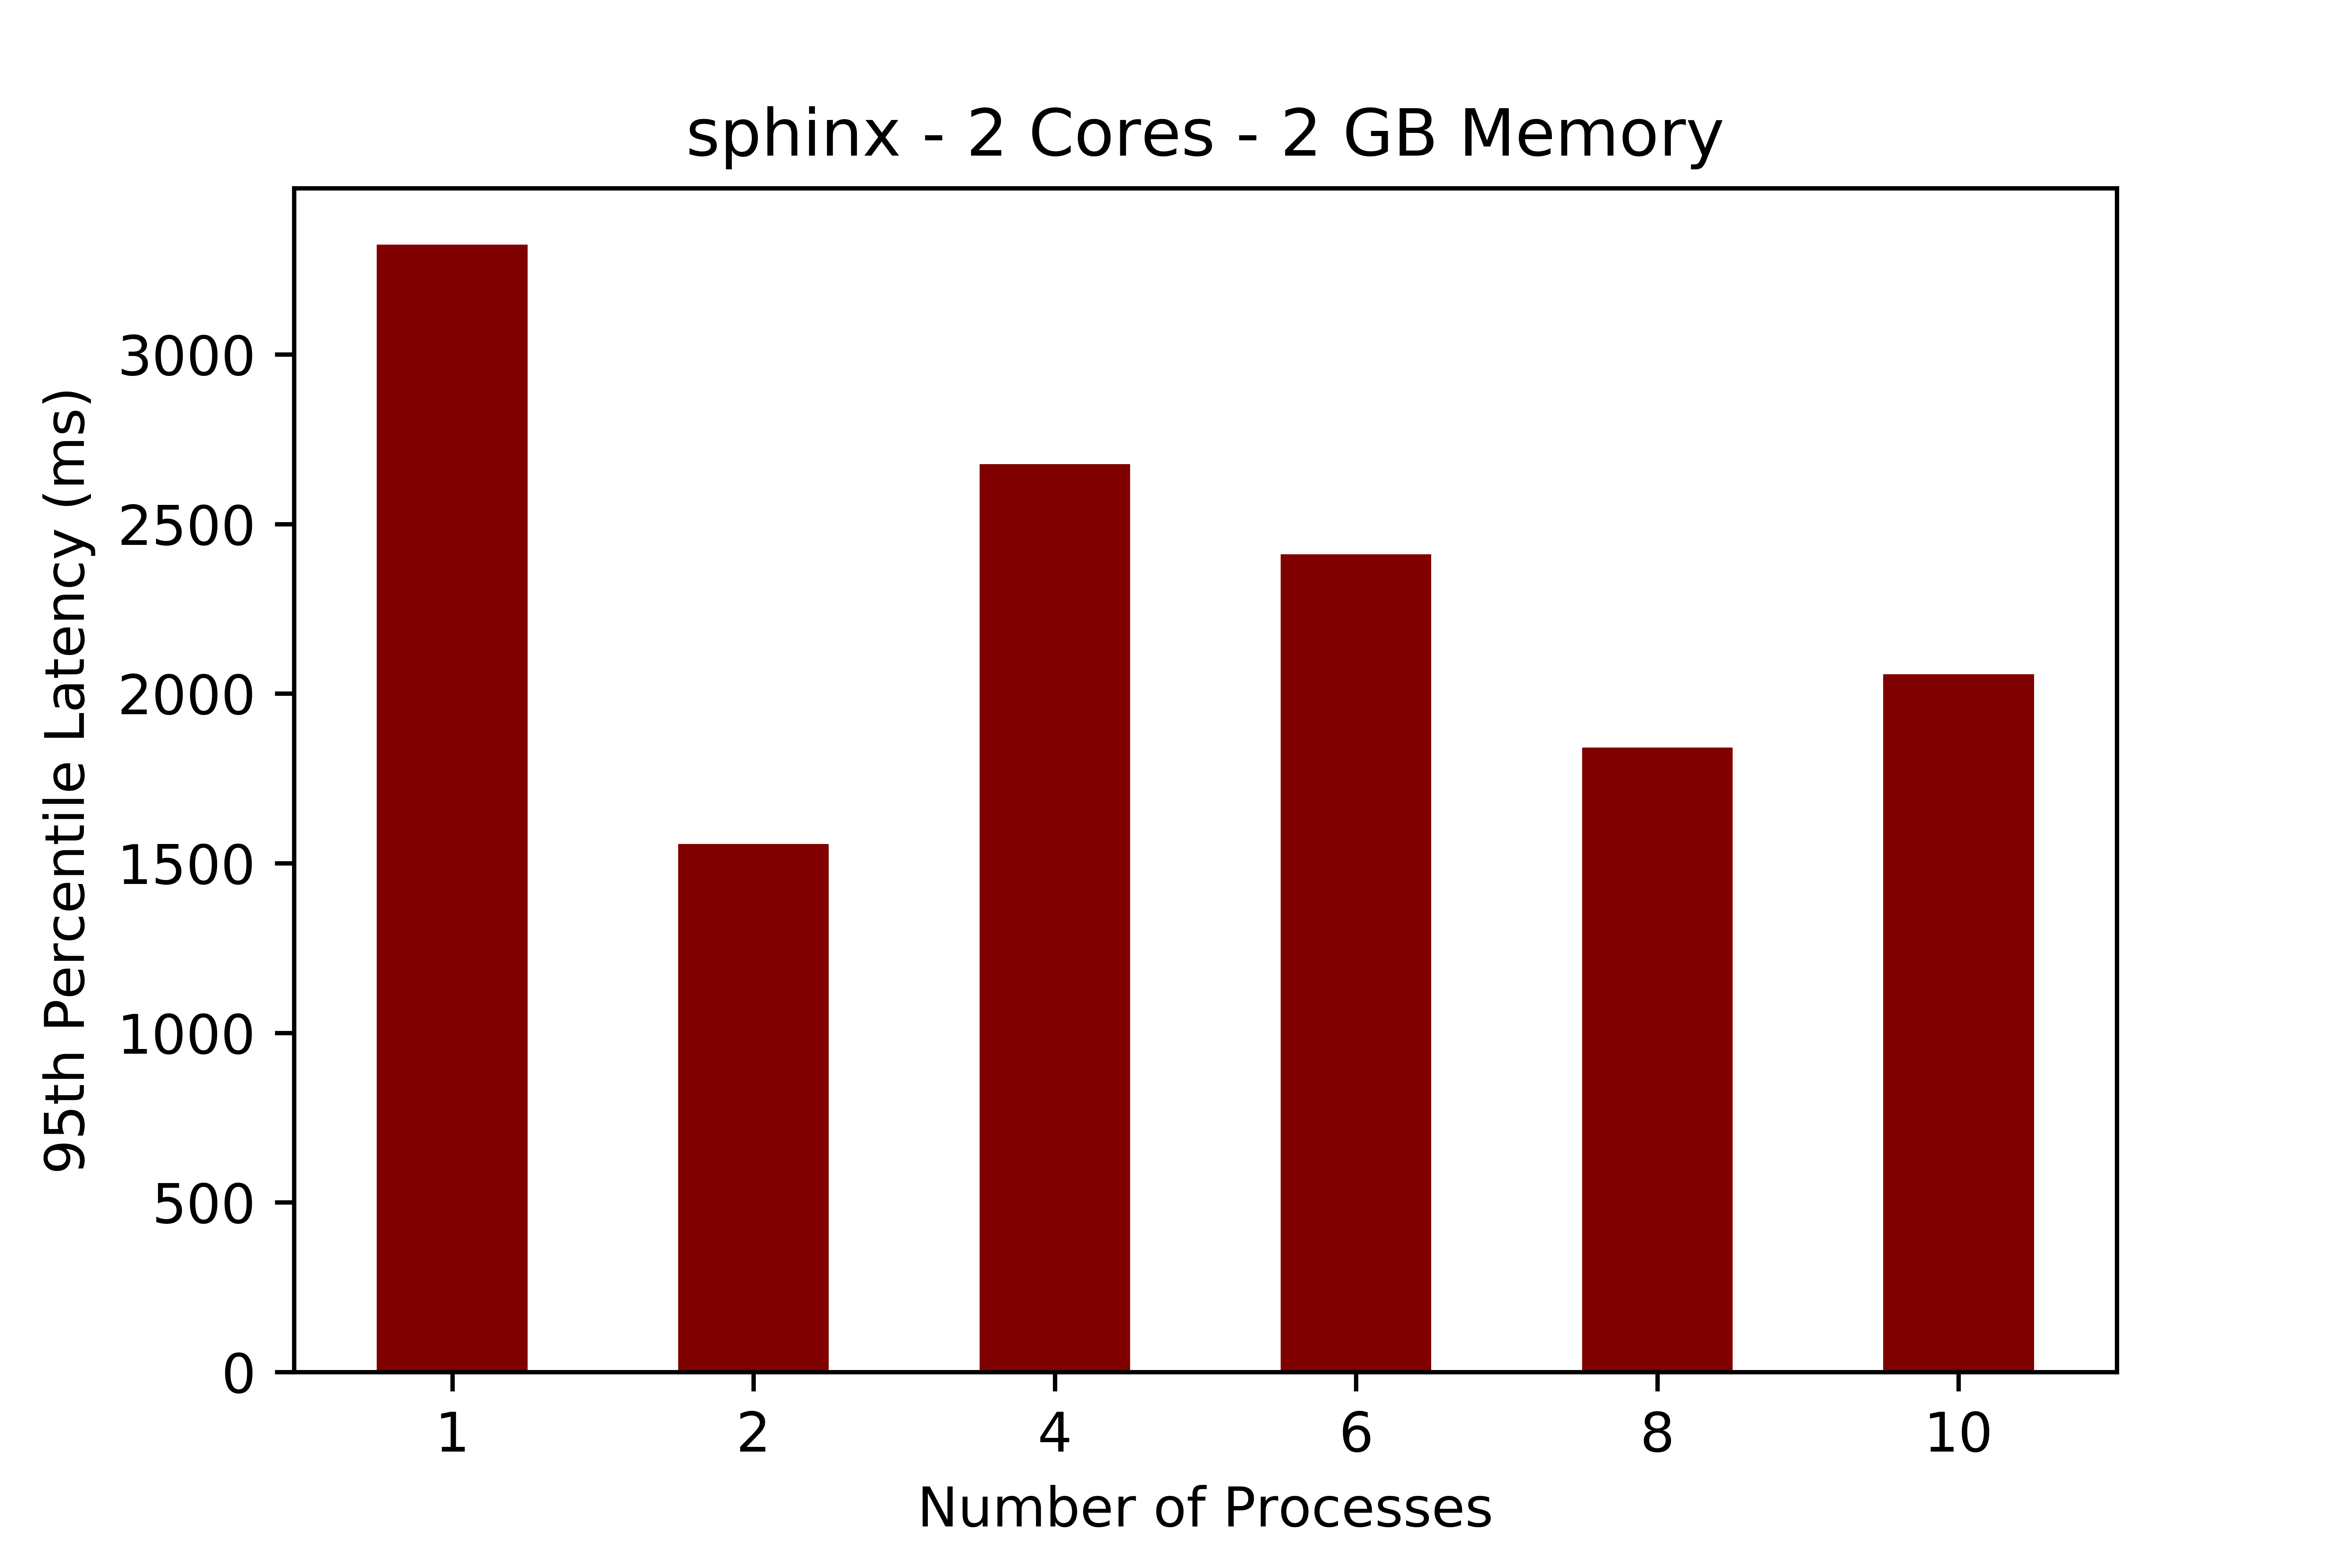 sphinx - 2 Cores - 2 GB Memory
95th Percentile Latency (ms)
3000
2500
2000
1500
1000
500
0
1 2 4 6 8 10
Number of Processes